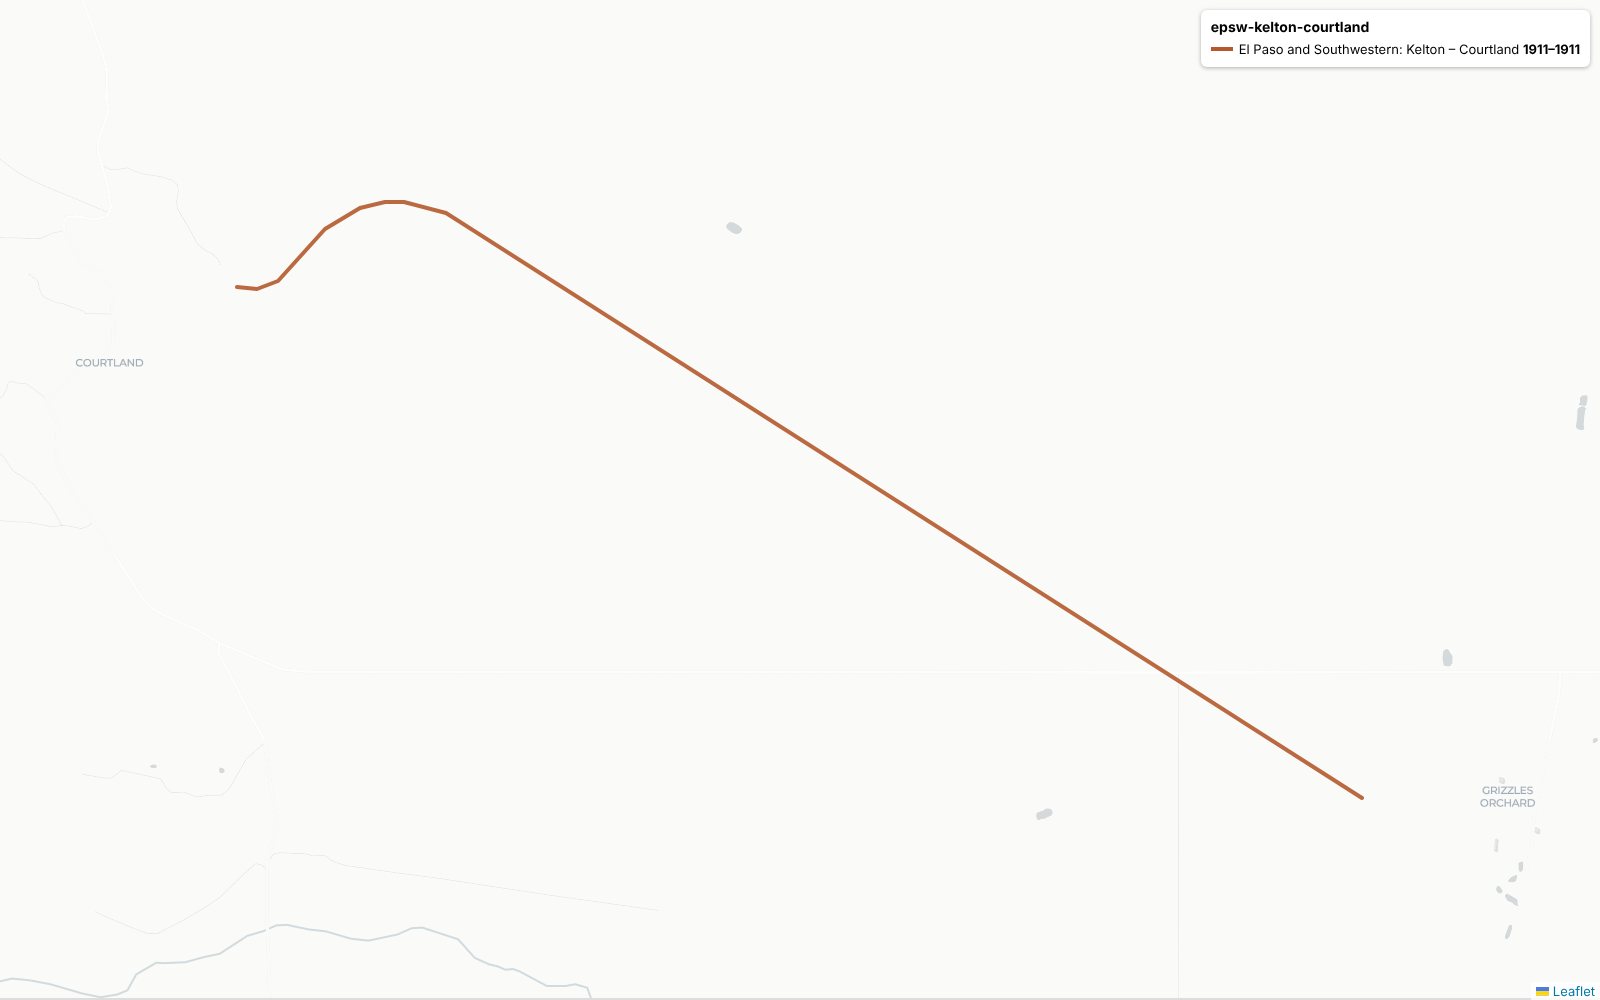 epsw-kelton-courtland
El Paso and Southwestern: Kelton – Courtland 1911–1911
COURTLAND
GRIZZLES
ORCHARD
Leaflet